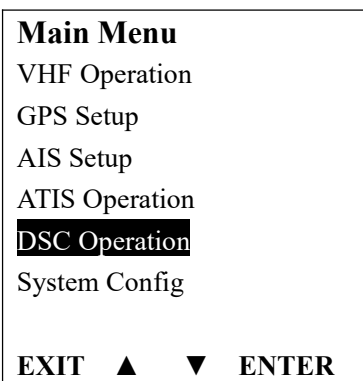 Main Menu
VHF Operation
GPS Setup
AIS Setup
ATIS Operation
DSC Operation
System Config
EXIT ▲ ▼ ENTER